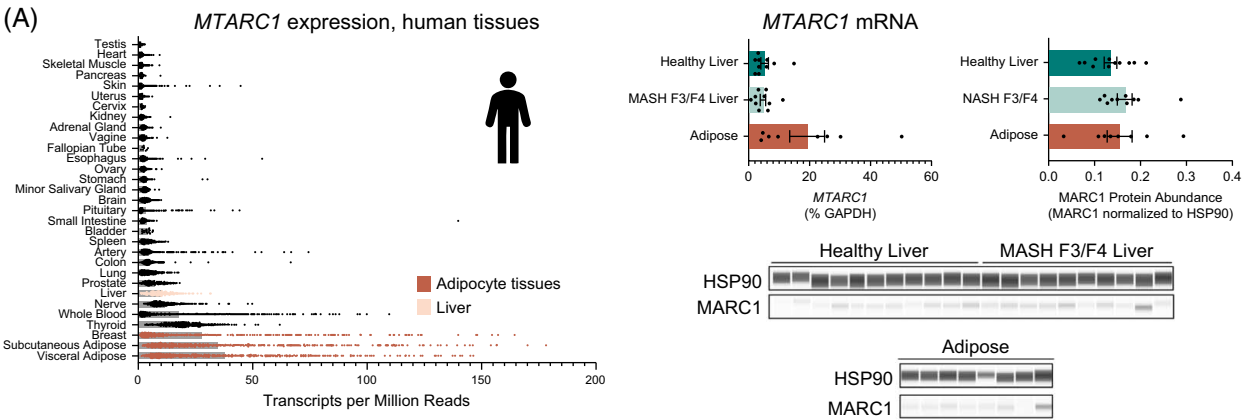 (A)
MTARC1 expression, human tissues
Testis
Heart
Skeletal Muscle
Pancreas
Skin
Uterus
Cervix
Kidney
Adrenal Gland
Vagine
Fallopian Tube
Esophagus
Ovary
Stomach
Minor Salivary Gland
Brain
Pituitary
Small Intestine
Bladder
Spleen
Artery
Colon
Lung
Prostate
Liver
Nerve
Whole Blood
Thyroid
Breast
Subcutaneous Adipose
Visceral Adipose
0 50 100 150 200
Transcripts per Million Reads
Adipocyte tissues
Liver
MTARC1 mRNA
Healthy Liver
MASH F3/F4 Liver
Adipose
0 20 40 60
MTARC1
(% GAPDH)
Healthy Liver
NASH F3/F4
Adipose
0.0 0.1 0.2 0.3 0.4
MARC1 Protein Abundance
(MARC1 normalized to HSP90)
Healthy Liver MASH F3/F4 Liver
HSP90
MARC1
Adipose
HSP90
MARC1